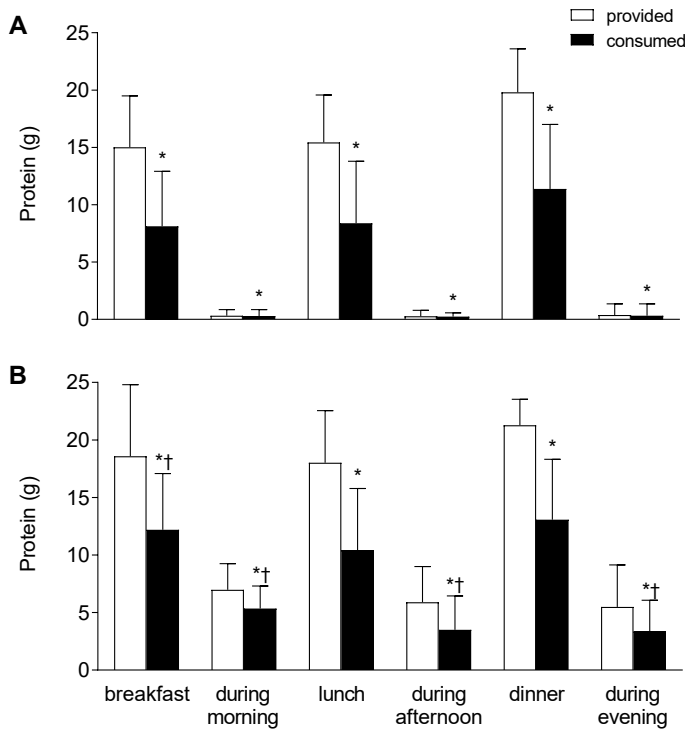 provided
consumed
A
Protein (g)
25
20
15
10
5
0
*
*
*
*
*
*
B
Protein (g)
25
20
15
10
5
0
*†
*†
*
*†
*
*†
breakfast
during
morning
lunch
during
afternoon
dinner
during
evening